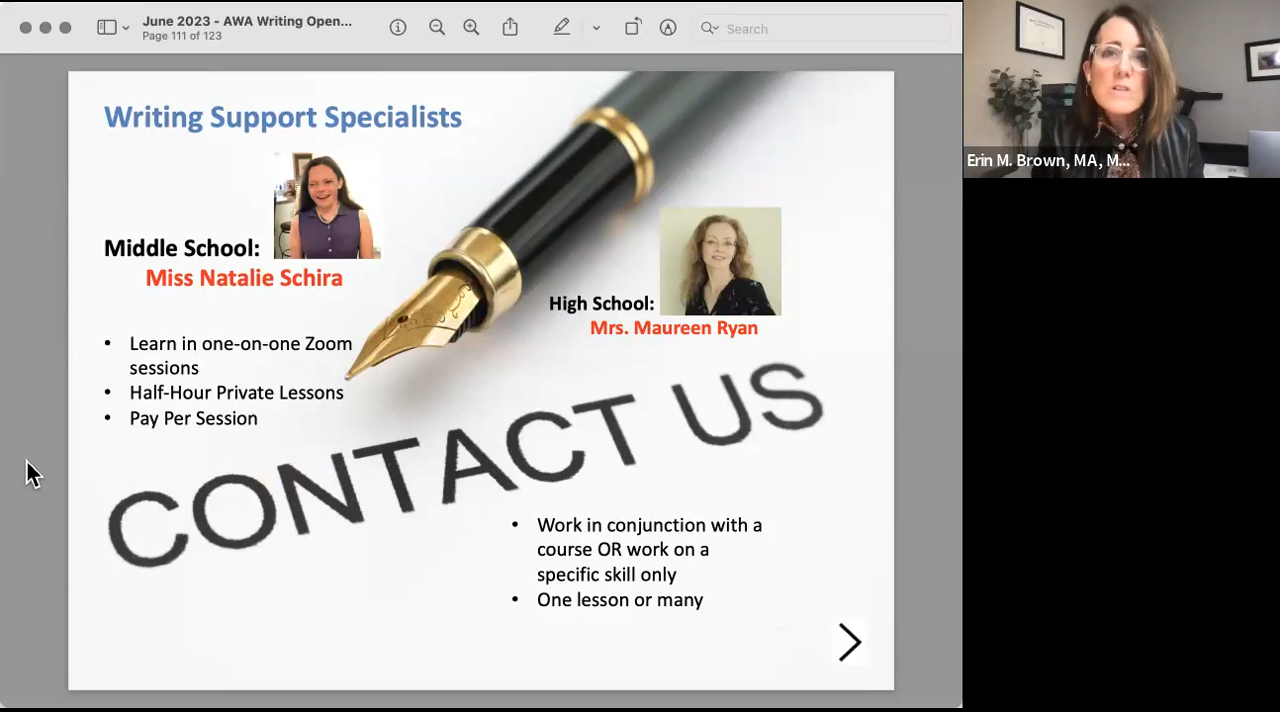 June 2023 - AWA Writing Open...
Page 111 of 123
Search
Writing Support Specialists
Middle School:
Miss Natalie Schira
High School:
Mrs. Maureen Ryan
Learn in one-on-one Zoom
sessions
Half-Hour Private Lessons
Pay Per Session
CONTACT US
Work in conjunction with a
course OR work on a
specific skill only
One lesson or many
Erin M. Brown, MA, M...